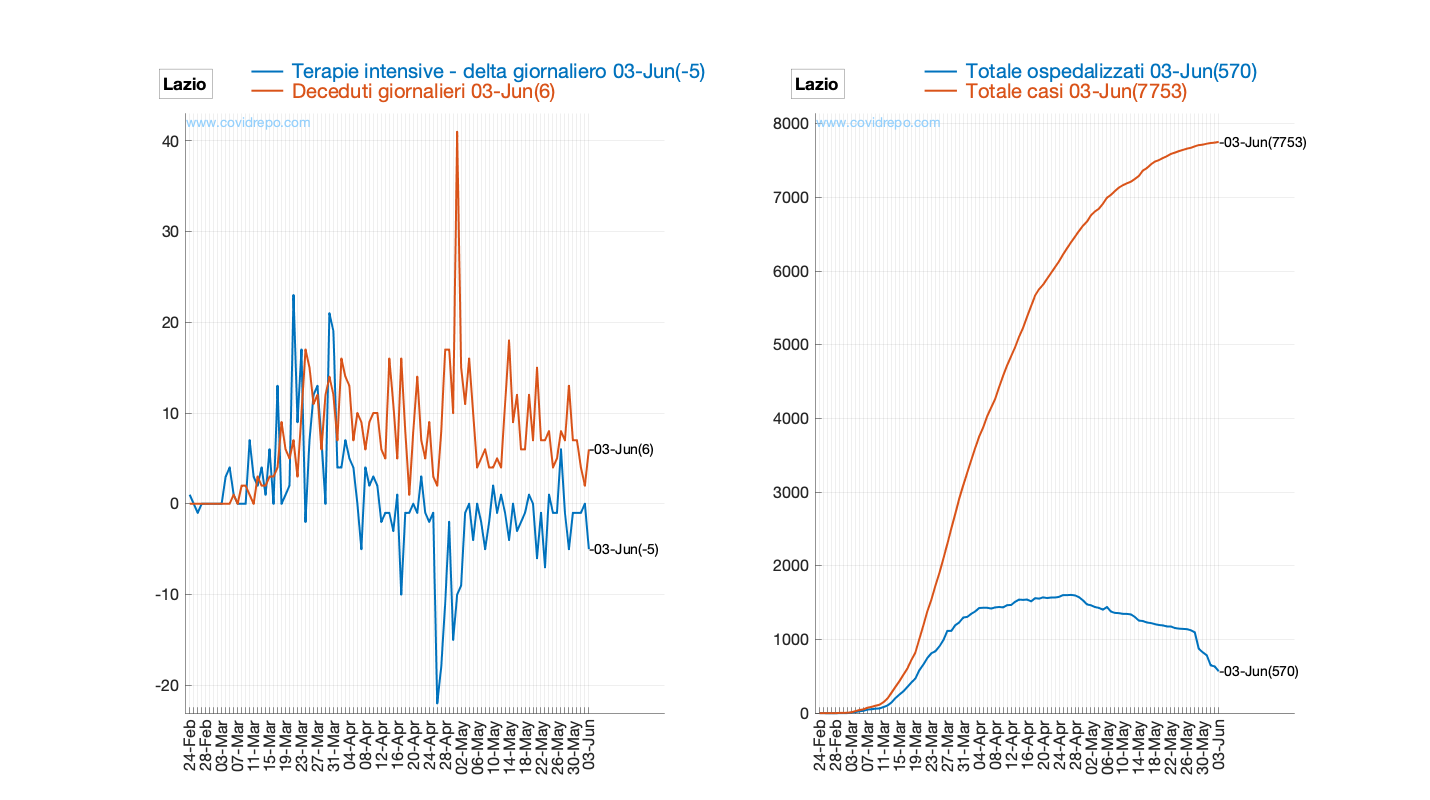 Lazio
Terapie intensive - delta giornaliero 03-Jun(-5)
Deceduti giornalieri 03-Jun(6)
www.covidrepo.com
40
30
20
10
0
-10
-20
-03-Jun(6)
-03-Jun(-5)
24-Feb
28-Feb
03-Mar
07-Mar
11-Mar
15-Mar
19-Mar
23-Mar
27-Mar
31-Mar
04-Apr
08-Apr
12-Apr
16-Apr
20-Apr
24-Apr
28-Apr
02-May
06-May
10-May
14-May
18-May
22-May
26-May
30-May
03-Jun
Lazio
Totale ospedalizzati 03-Jun(570)
Totale casi 03-Jun(7753)
www.covidrepo.com
8000
7000
6000
5000
4000
3000
2000
1000
0
-03-Jun(7753)
-03-Jun(570)
24-Feb
28-Feb
03-Mar
07-Mar
11-Mar
15-Mar
19-Mar
23-Mar
27-Mar
31-Mar
04-Apr
08-Apr
12-Apr
16-Apr
20-Apr
24-Apr
28-Apr
02-May
06-May
10-May
14-May
18-May
22-May
26-May
30-May
03-Jun